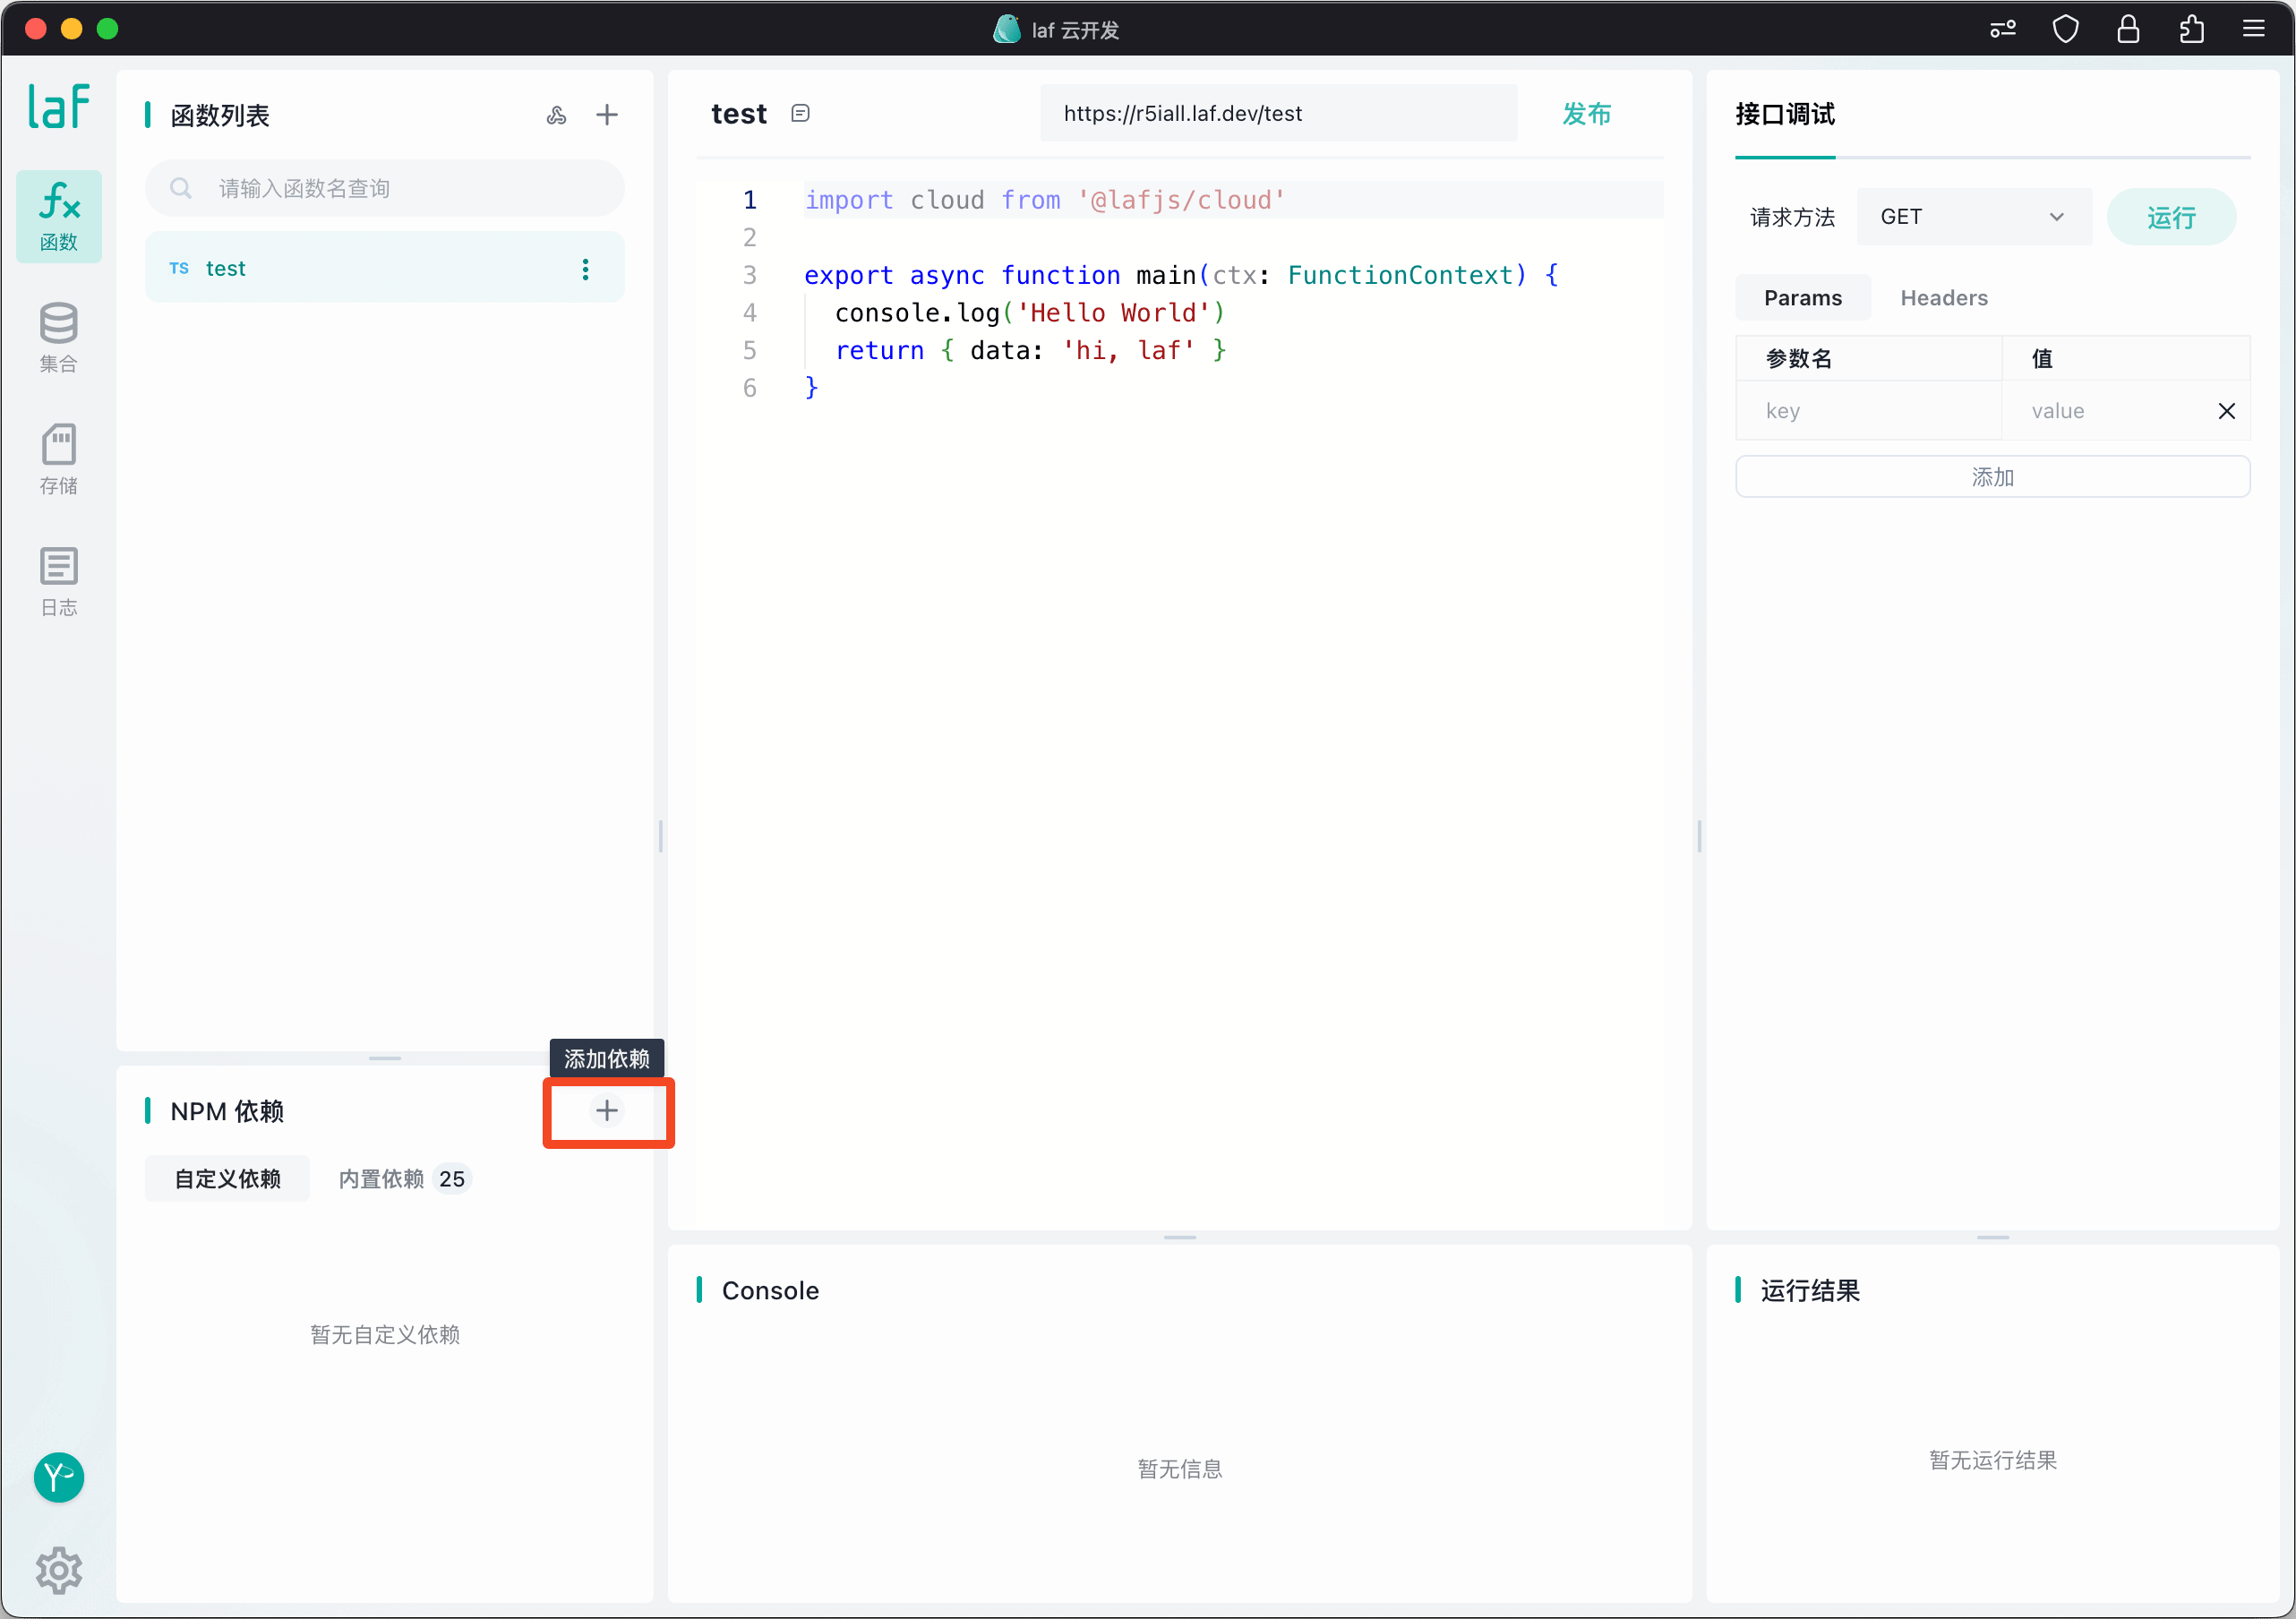 laf 云开发
laf
函数
集合
存储
日志
函数列表
请输入函数名查询
TS test
添加依赖
NPM 依赖
自定义依赖 内置依赖 25
暂无自定义依赖
test https://r5iall.laf.dev/test 发布
1 import cloud from '@lafjs/cloud'
2
3 export async function main(ctx: FunctionContext) {
4 console.log('Hello World')
5 return { data: 'hi, laf' }
6 }
Console
暂无信息
接口调试
请求方法 GET 运行
Params Headers
参数名 值
key value
添加
运行结果
暂无运行结果